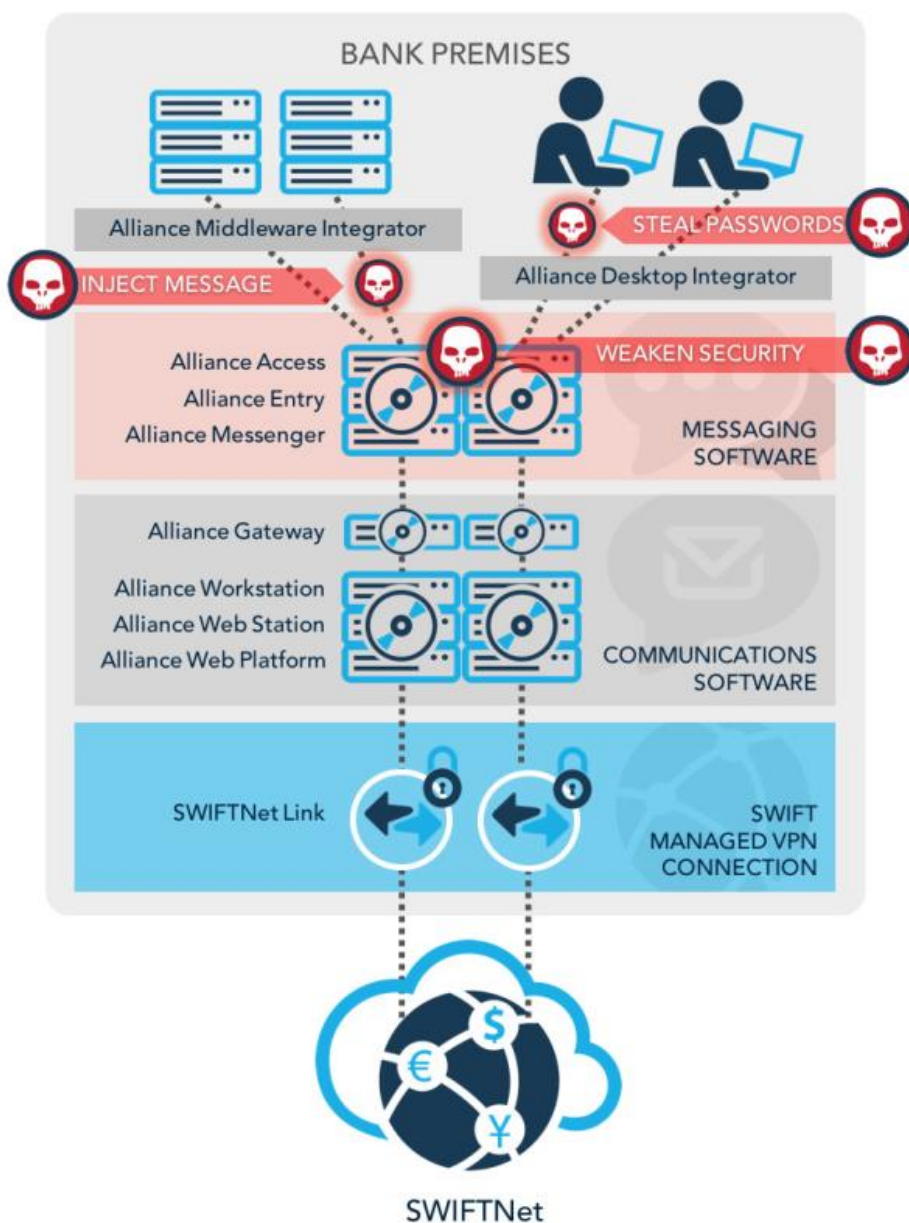 BANK PREMISES
Alliance Middleware Integrator
STEAL PASSWORDS
Alliance Desktop Integrator
INJECT MESSAGE
Alliance Access
WEAKEN SECURITY
Alliance Entry
Alliance Messenger
MESSAGING
SOFTWARE
Alliance Gateway
Alliance Workstation
Alliance Web Station
Alliance Web Platform
COMMUNICATIONS
SOFTWARE
SWIFTNet Link
SWIFT
MANAGED VPN
CONNECTION
$
€
¥
SWIFTNet